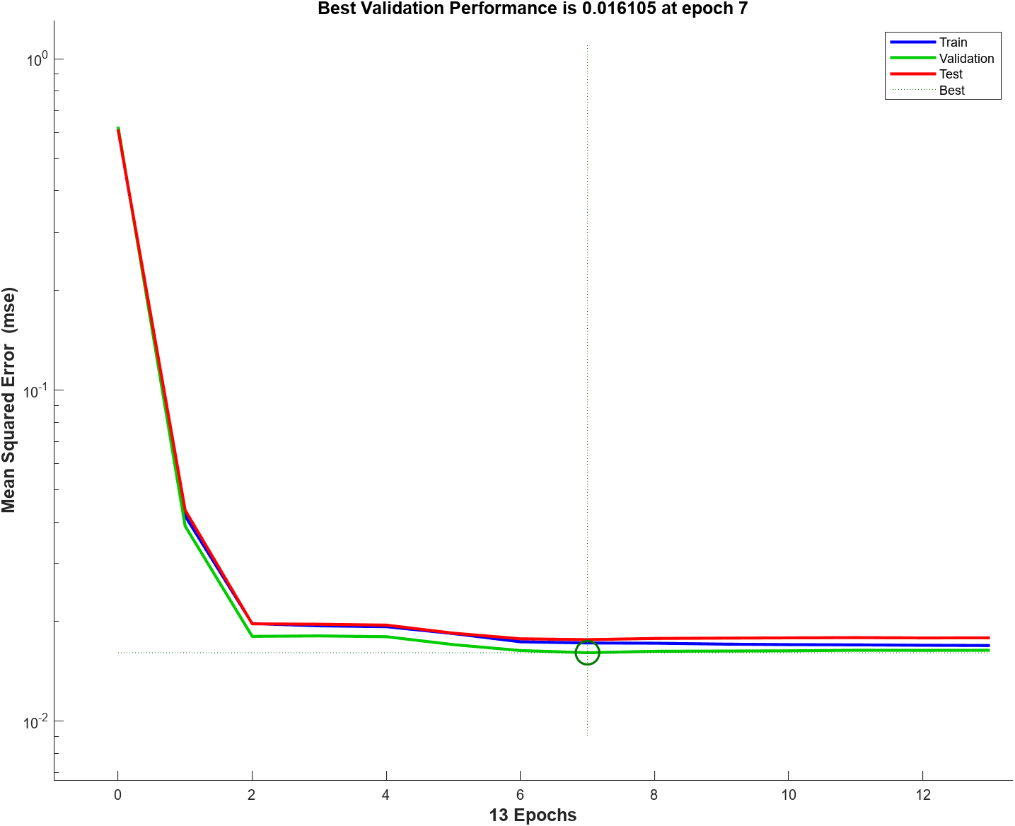 Best Validation Performance is 0.016105 at epoch 7
Train
Validation
Test
Best
Mean Squared Error  (mse)
10^0
10^-1
10^-2
0 2 4 6 8 10 12
13 Epochs